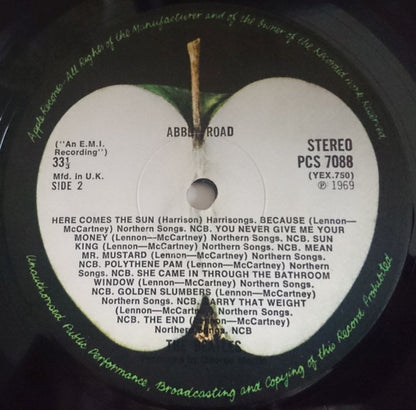 Apple Records. All Rights of the Manufacturer and of the Owner of the Recorded Work Reserved
ABBEY ROAD
("An E.M.I.
Recording")
33⅓
Mfd. in U.K.
SIDE 2
STEREO
PCS 7088
(YEX.750)
℗ 1969
HERE COMES THE SUN (Harrison) Harrisongs. BECAUSE (Lennon—
McCartney) Northern Songs. NCB. YOU NEVER GIVE ME YOUR
MONEY (Lennon—McCartney) Northern Songs. NCB. SUN
KING (Lennon—McCartney) Northern Songs. NCB. MEAN
MR. MUSTARD (Lennon—McCartney) Northern Songs.
NCB. POLYTHENE PAM (Lennon—McCartney) Northern
Songs. NCB. SHE CAME IN THROUGH THE BATHROOM
WINDOW (Lennon—McCartney) Northern Songs.
NCB. GOLDEN SLUMBERS (Lennon—McCartney)
Northern Songs. NCB. CARRY THAT WEIGHT
(Lennon—McCartney) Northern Songs.
NCB. THE END (Lennon—McCartney)
Northern Songs. NCB
THE BEATLES
Unauthorised Public Performance, Broadcasting and Copying of this Record Prohibited